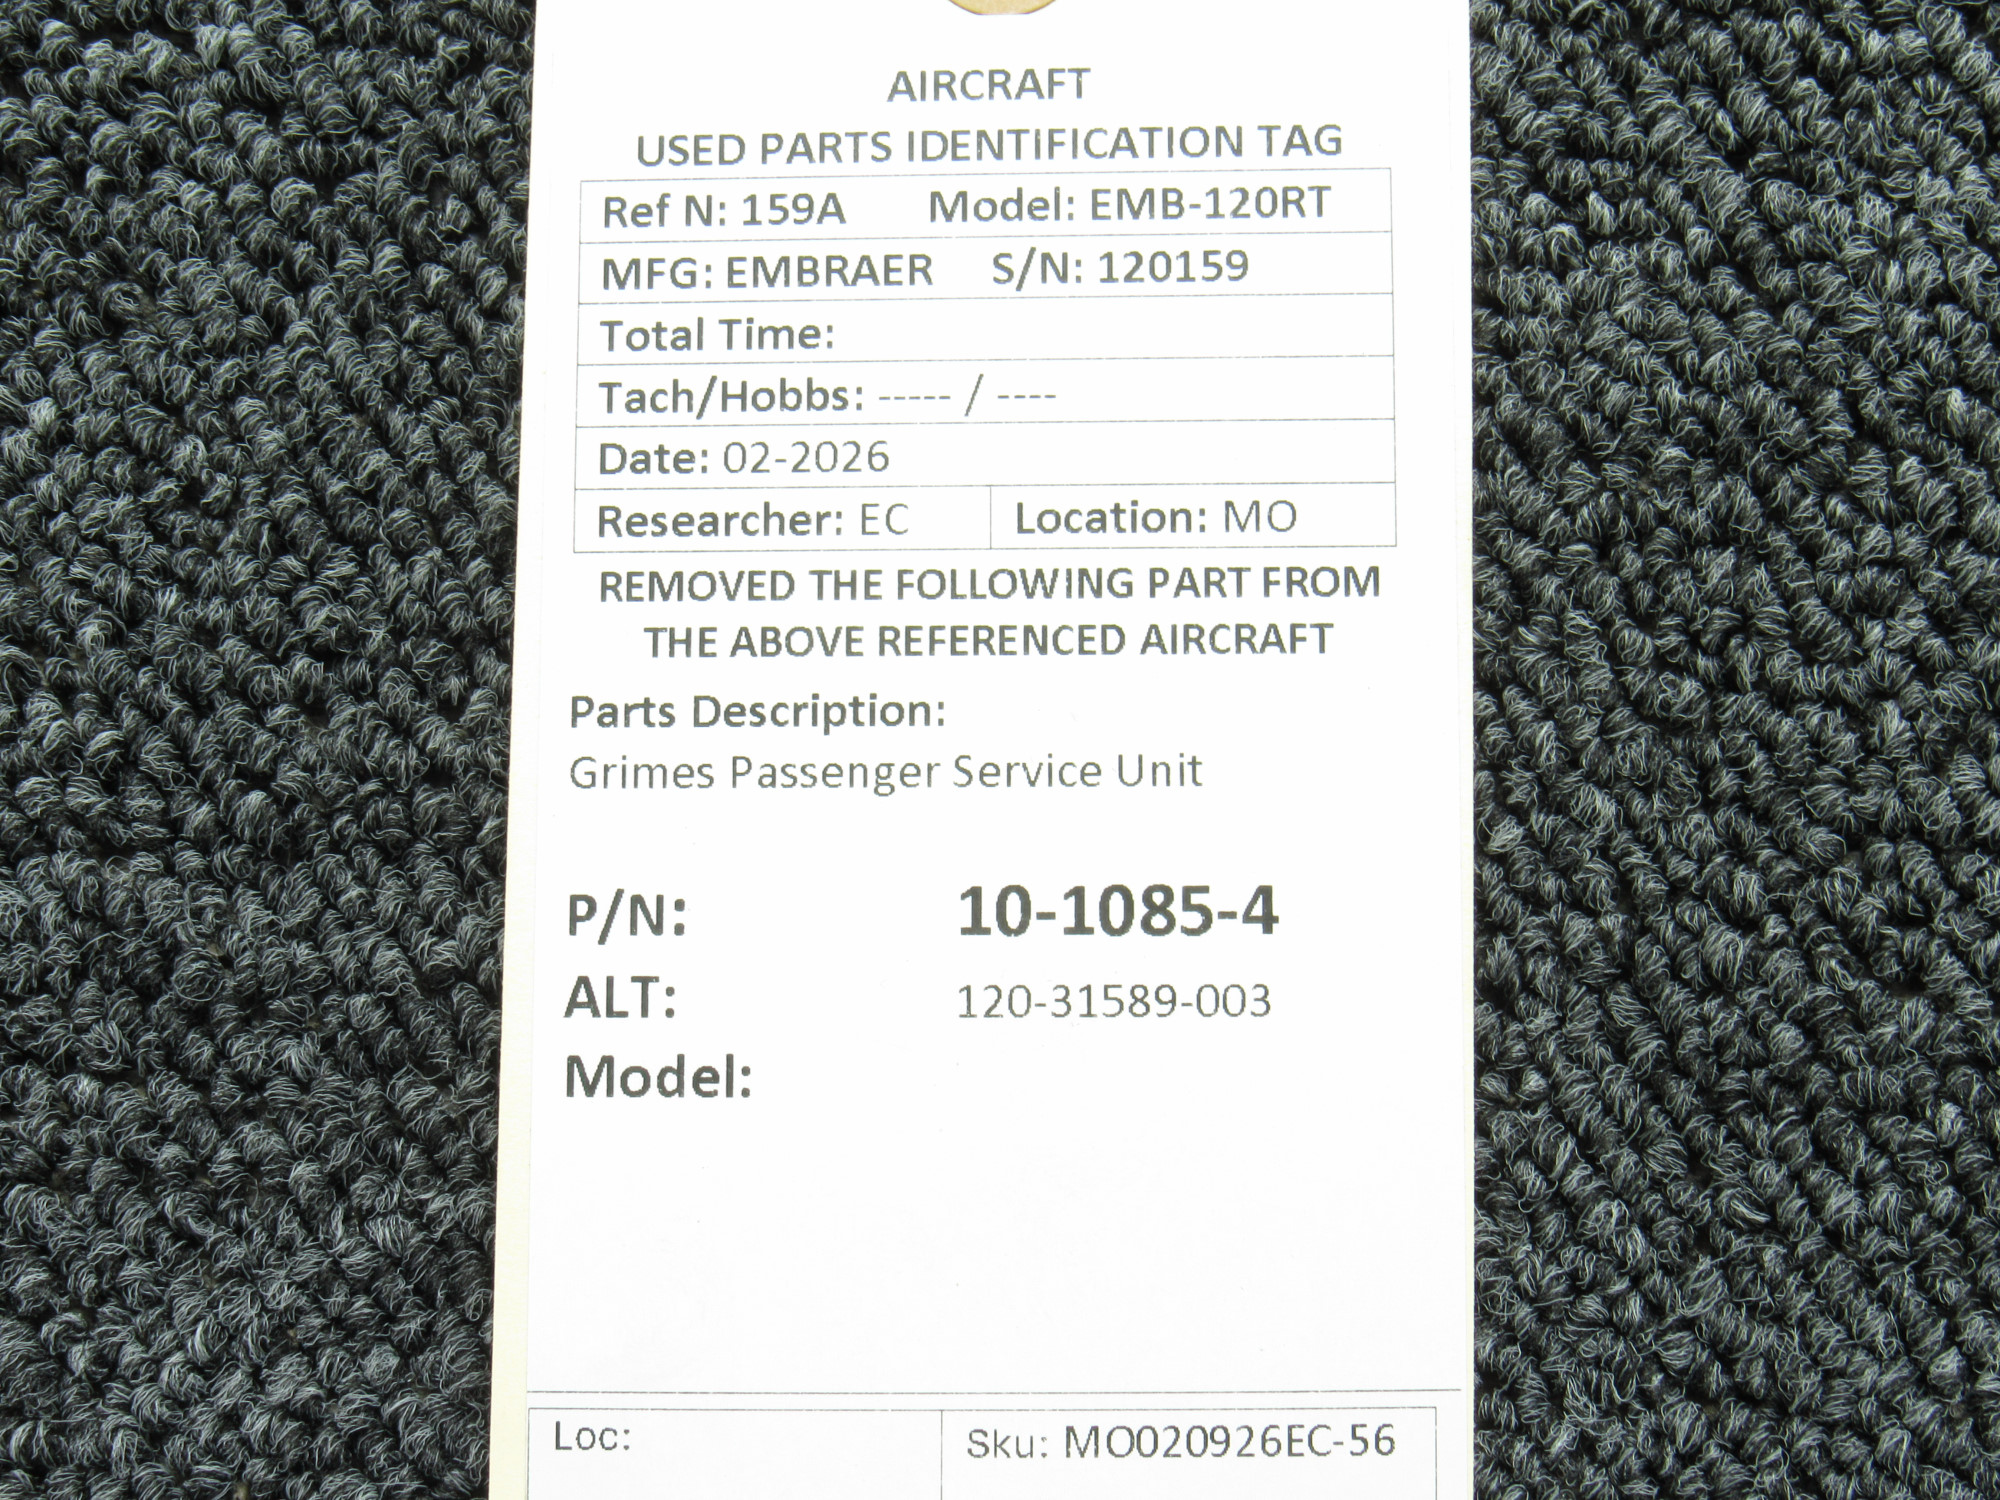 AIRCRAFT
USED PARTS IDENTIFICATION TAG
Ref N: 159A Model: EMB-120RT
MFG: EMBRAER S/N: 120159
Total Time:
Tach/Hobbs: ----- / ----
Date: 02-2026
Researcher: EC Location: MO
REMOVED THE FOLLOWING PART FROM
THE ABOVE REFERENCED AIRCRAFT
Parts Description:
Grimes Passenger Service Unit
P/N: 10-1085-4
ALT: 120-31589-003
Model:
Loc: Sku: MO020926EC-56